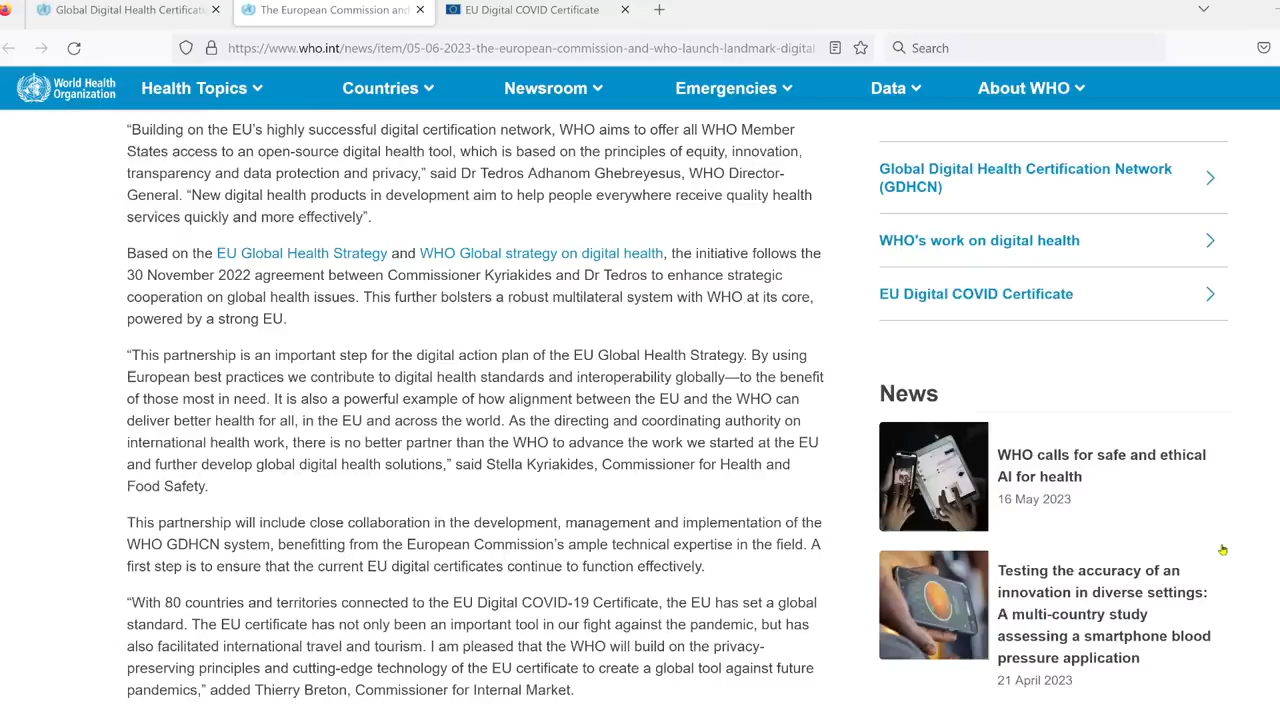 Global Digital Health Certificat
The European Commission and
EU Digital COVID Certificate
https://www.who.int/news/item/05-06-2023-the-european-commission-and-who-launch-landmark-digital
Search
World Health
Organization
Health Topics
Countries
Newsroom
Emergencies
Data
About WHO
“Building on the EU’s highly successful digital certification network, WHO aims to offer all WHO Member
States access to an open-source digital health tool, which is based on the principles of equity, innovation,
transparency and data protection and privacy,” said Dr Tedros Adhanom Ghebreyesus, WHO Director-
General. “New digital health products in development aim to help people everywhere receive quality health
services quickly and more effectively”.
Based on the EU Global Health Strategy and WHO Global strategy on digital health, the initiative follows the
30 November 2022 agreement between Commissioner Kyriakides and Dr Tedros to enhance strategic
cooperation on global health issues. This further bolsters a robust multilateral system with WHO at its core,
powered by a strong EU.
“This partnership is an important step for the digital action plan of the EU Global Health Strategy. By using
European best practices we contribute to digital health standards and interoperability globally—to the benefit
of those most in need. It is also a powerful example of how alignment between the EU and the WHO can
deliver better health for all, in the EU and across the world. As the directing and coordinating authority on
international health work, there is no better partner than the WHO to advance the work we started at the EU
and further develop global digital health solutions,” said Stella Kyriakides, Commissioner for Health and
Food Safety.
This partnership will include close collaboration in the development, management and implementation of the
WHO GDHCN system, benefitting from the European Commission’s ample technical expertise in the field. A
first step is to ensure that the current EU digital certificates continue to function effectively.
“With 80 countries and territories connected to the EU Digital COVID-19 Certificate, the EU has set a global
standard. The EU certificate has not only been an important tool in our fight against the pandemic, but has
also facilitated international travel and tourism. I am pleased that the WHO will build on the privacy-
preserving principles and cutting-edge technology of the EU certificate to create a global tool against future
pandemics,” added Thierry Breton, Commissioner for Internal Market.
Global Digital Health Certification Network
(GDHCN)
WHO's work on digital health
EU Digital COVID Certificate
News
WHO calls for safe and ethical
AI for health
16 May 2023
Testing the accuracy of an
innovation in diverse settings:
A multi-country study
assessing a smartphone blood
pressure application
21 April 2023